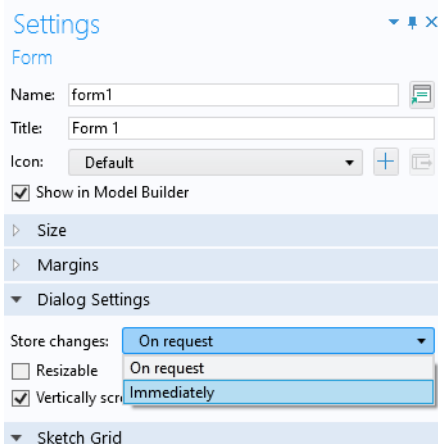 Settings
Form
Name: form1
Title: Form 1
Icon: Default
Show in Model Builder
Size
Margins
Dialog Settings
Store changes: On request
Resizable On request
Vertically Immediately
Sketch Grid